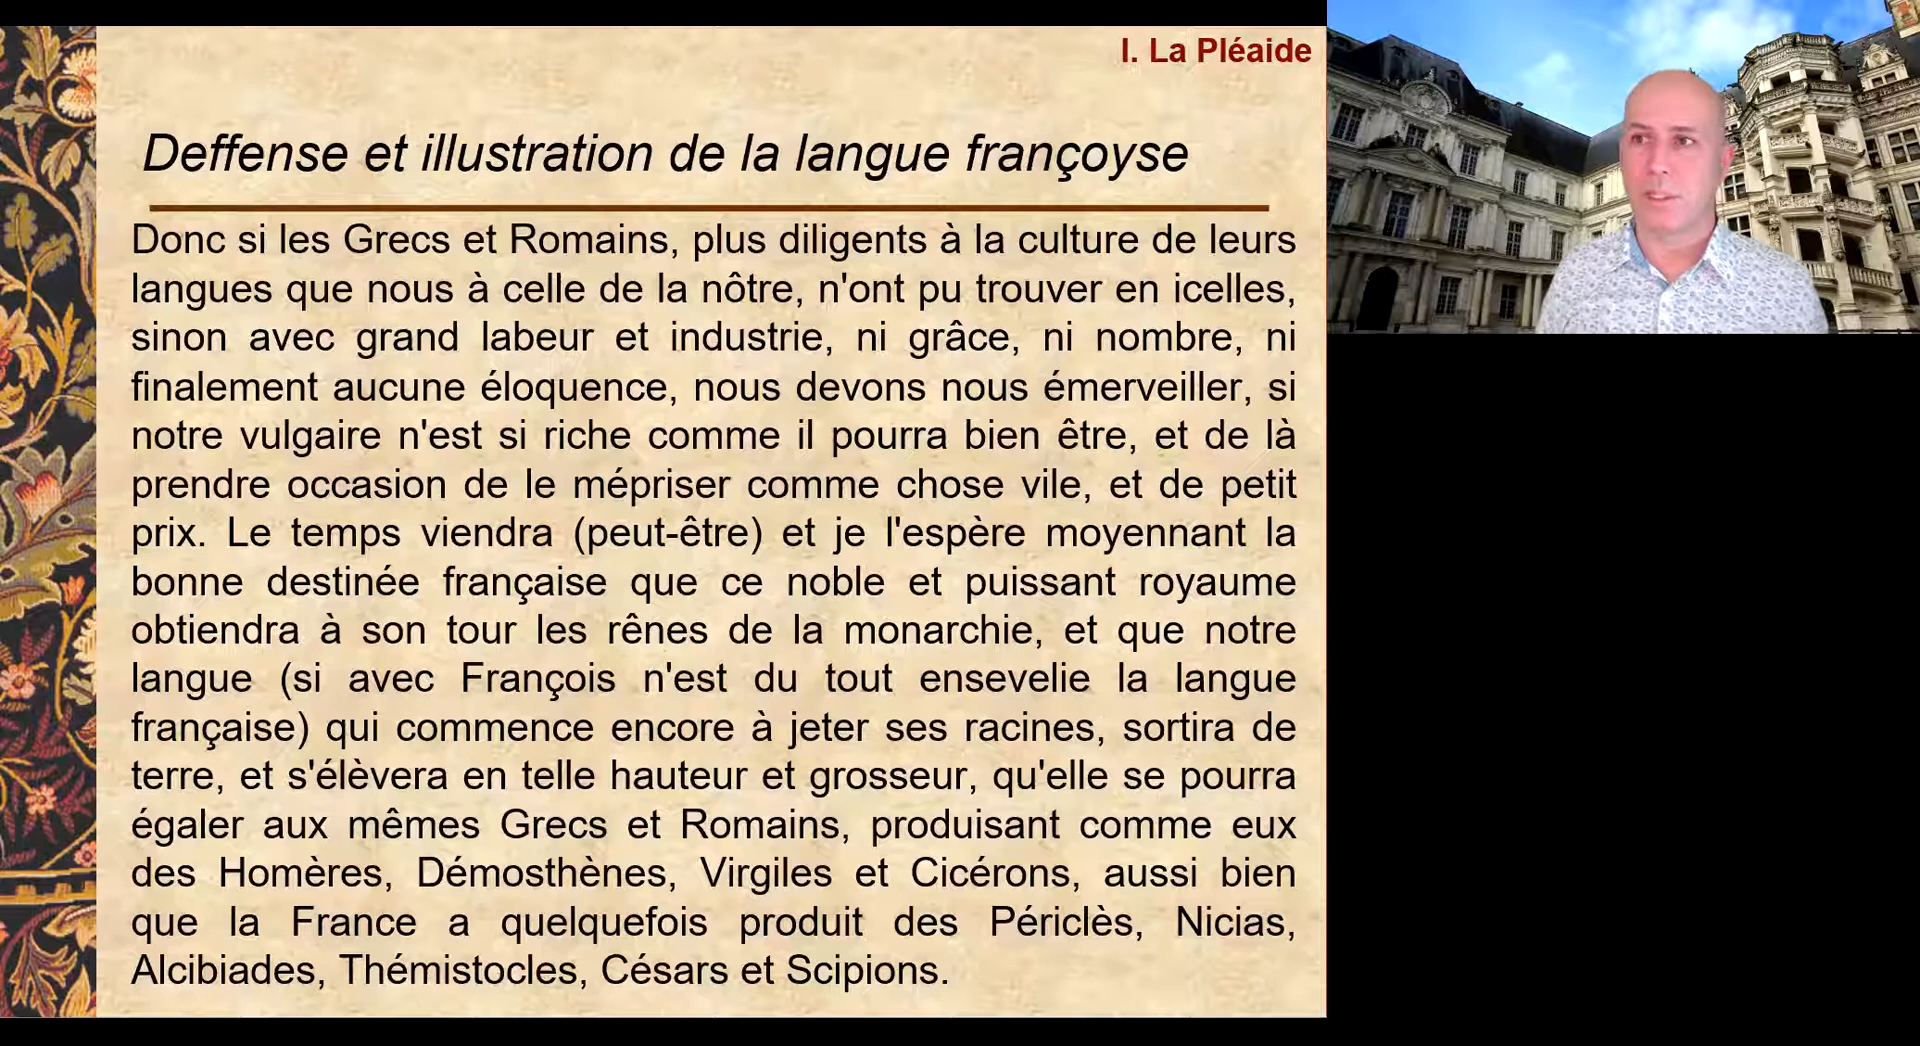 I. La Pléaide
Deffense et illustration de la langue françoyse
Donc si les Grecs et Romains, plus diligents à la culture de leurs
langues que nous à celle de la nôtre, n'ont pu trouver en icelles,
sinon avec grand labeur et industrie, ni grâce, ni nombre, ni
finalement aucune éloquence, nous devons nous émerveiller, si
notre vulgaire n'est si riche comme il pourra bien être, et de là
prendre occasion de le mépriser comme chose vile, et de petit
prix. Le temps viendra (peut-être) et je l'espère moyennant la
bonne destinée française que ce noble et puissant royaume
obtiendra à son tour les rênes de la monarchie, et que notre
langue (si avec François n'est du tout ensevelie la langue
française) qui commence encore à jeter ses racines, sortira de
terre, et s'élèvera en telle hauteur et grosseur, qu'elle se pourra
égaler aux mêmes Grecs et Romains, produisant comme eux
des Homères, Démosthènes, Virgiles et Cicérons, aussi bien
que la France a quelquefois produit des Périclès, Nicias,
Alcibiades, Thémistocles, Césars et Scipions.